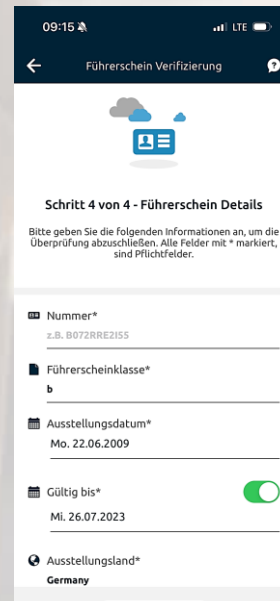 09:15
LTE
Führerschein Verifizierung
?
Schritt 4 von 4 - Führerschein Details
Bitte geben Sie die folgenden Informationen an, um die
Überprüfung abzuschließen. Alle Felder mit * markiert,
sind Pflichtfelder.
Nummer*
z.B. B072RRE2I55
Führerscheinklasse*
b
Ausstellungsdatum*
Mo. 22.06.2009
Gültig bis*
Mi. 26.07.2023
Ausstellungsland*
Germany